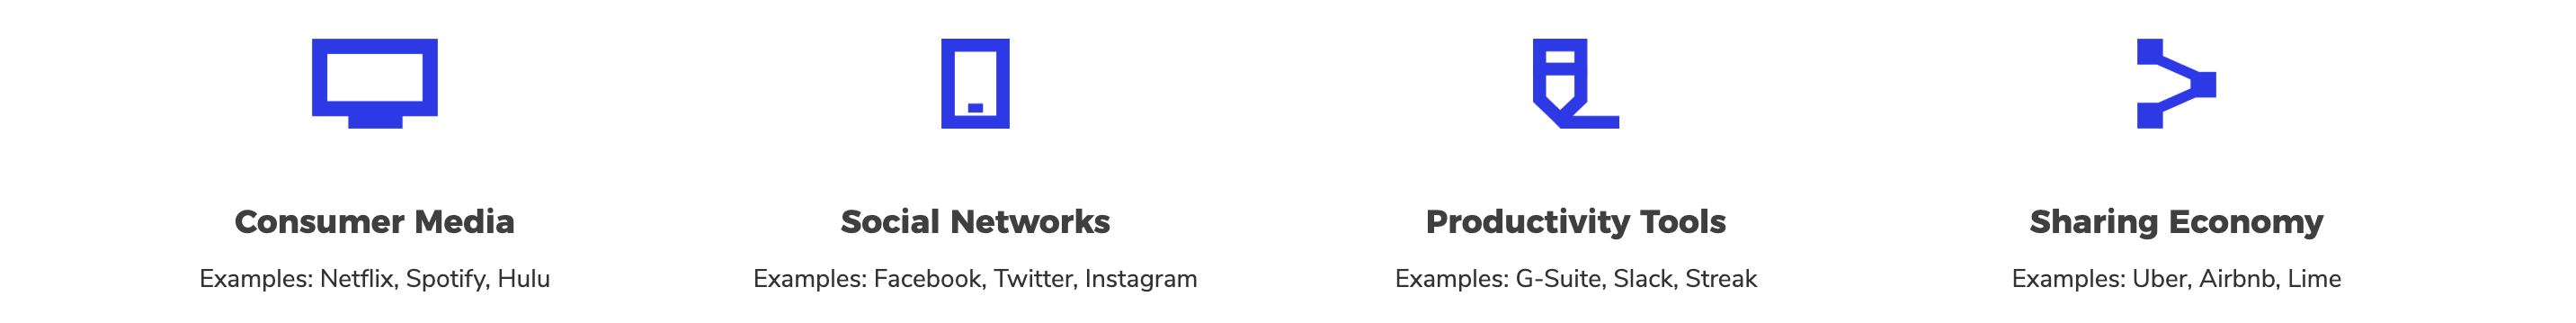 Consumer Media
Examples: Netflix, Spotify, Hulu
Social Networks
Examples: Facebook, Twitter, Instagram
Productivity Tools
Examples: G-Suite, Slack, Streak
Sharing Economy
Examples: Uber, Airbnb, Lime